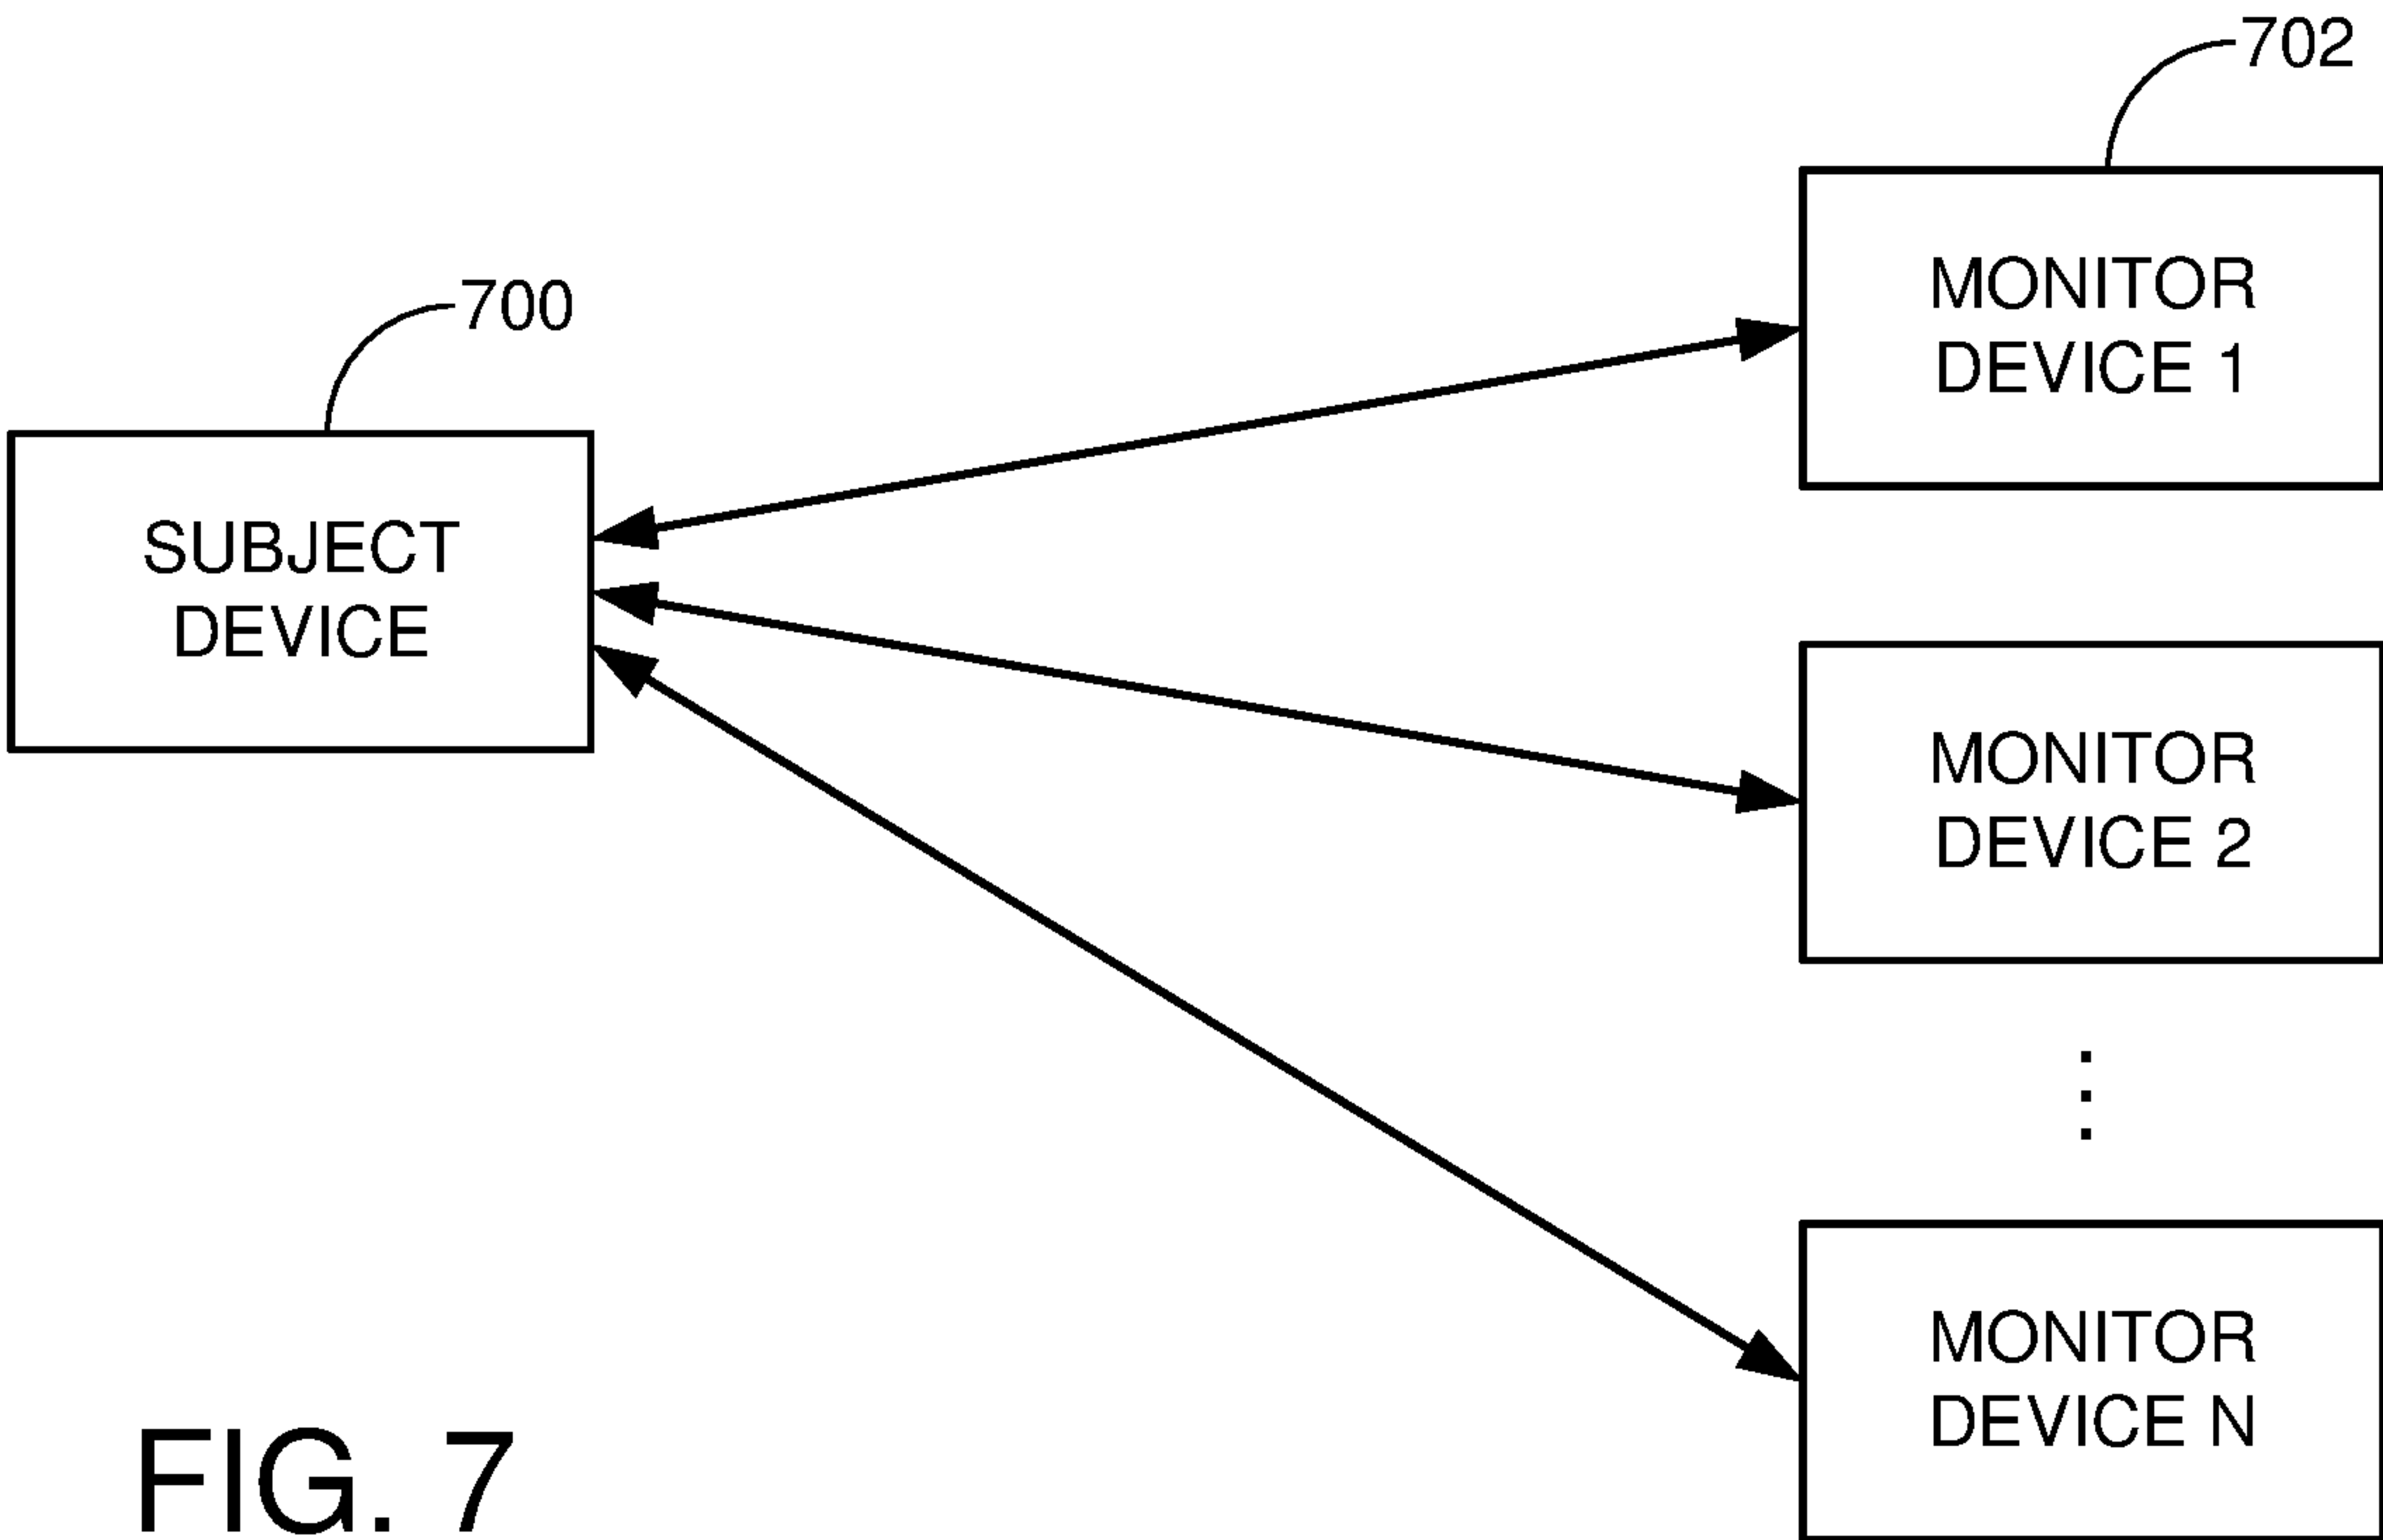 702
MONITOR
DEVICE 1
700
SUBJECT
DEVICE
MONITOR
DEVICE 2
MONITOR
DEVICE N
FIG. 7